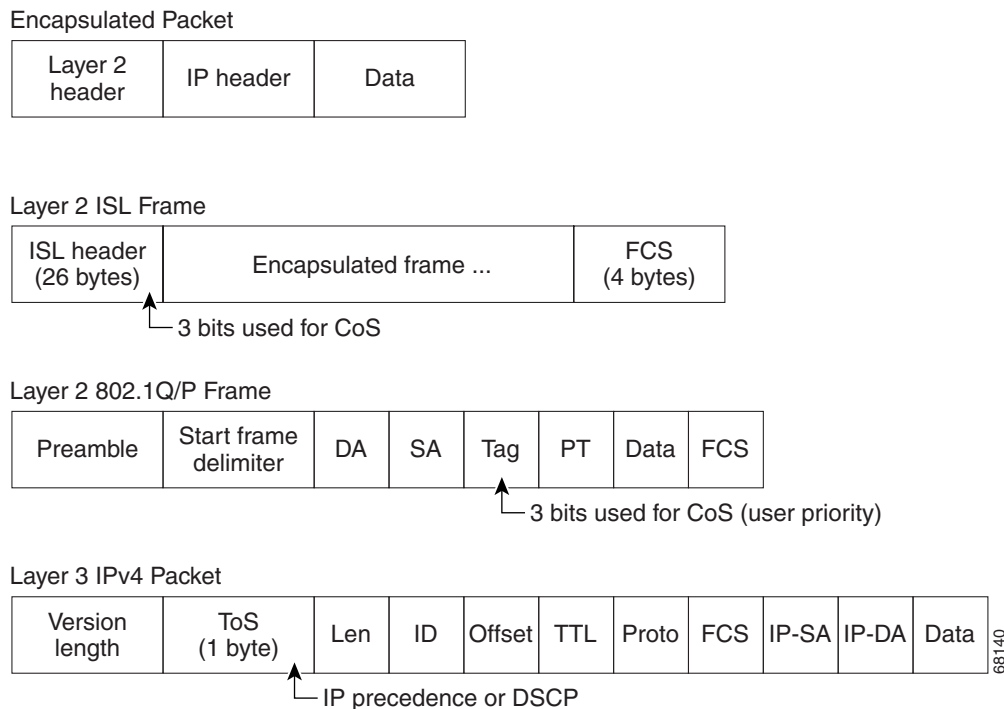 Encapsulated Packet
Layer 2
header
IP header
Data
Layer 2 ISL Frame
ISL header
(26 bytes)
Encapsulated frame ...
FCS
(4 bytes)
3 bits used for CoS
Layer 2 802.1Q/P Frame
Preamble
Start frame
delimiter
DA
SA
Tag
PT
Data
FCS
3 bits used for CoS (user priority)
Layer 3 IPv4 Packet
Version
length
ToS
(1 byte)
Len
ID
Offset
TTL
Proto
FCS
IP-SA
IP-DA
Data
IP precedence or DSCP
68140